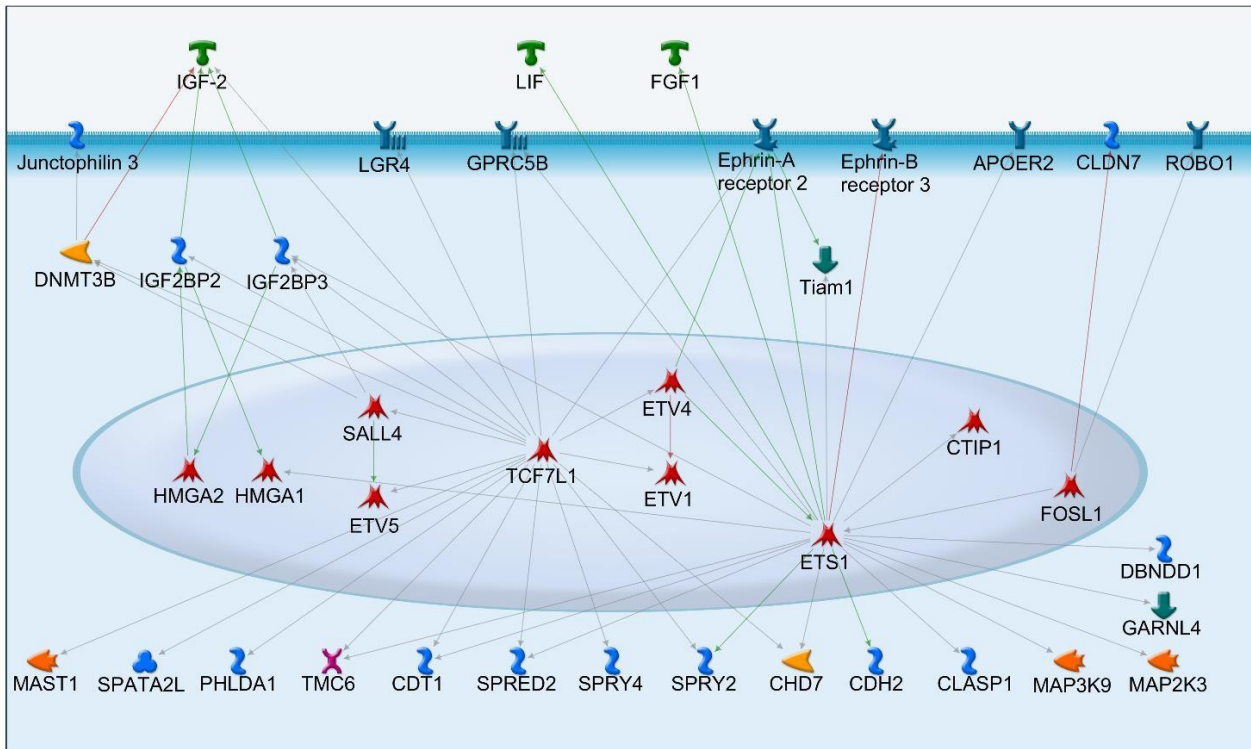 IGF-2
LIF
FGF1
Junctophilin 3
LGR4
GPRC5B
Ephrin-A
receptor 2
Ephrin-B
receptor 3
APOER2
CLDN7
ROBO1
DNMT3B
IGF2BP2
IGF2BP3
Tiam1
SALL4
ETV4
CTIP1
HMGA2
HMGA1
ETV5
TCF7L1
ETV1
FOSL1
ETS1
DBNDD1
GARNL4
MAST1
SPATA2L
PHLDA1
TMC6
CDT1
SPRED2
SPRY4
SPRY2
CHD7
CDH2
CLASP1
MAP3K9
MAP2K3